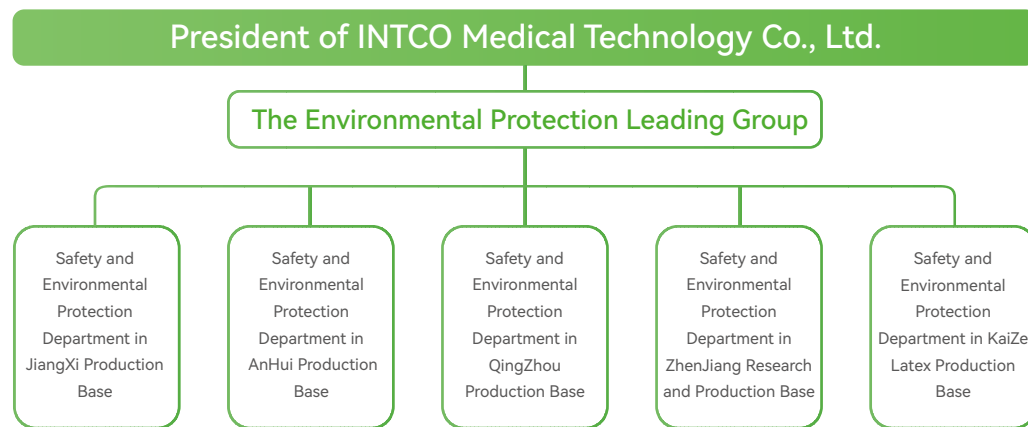 President of INTCO Medical Technology Co., Ltd.
The Environmental Protection Leading Group
Safety and
Environmental
Protection
Department in
JiangXi Production
Base
Safety and
Environmental
Protection
Department in
AnHui Production
Base
Safety and
Environmental
Protection
Department in
QingZhou
Production Base
Safety and
Environmental
Protection
Department in
ZhenJiang Research
and Production Base
Safety and
Environmental
Protection
Department in KaiZe
Latex Production
Base